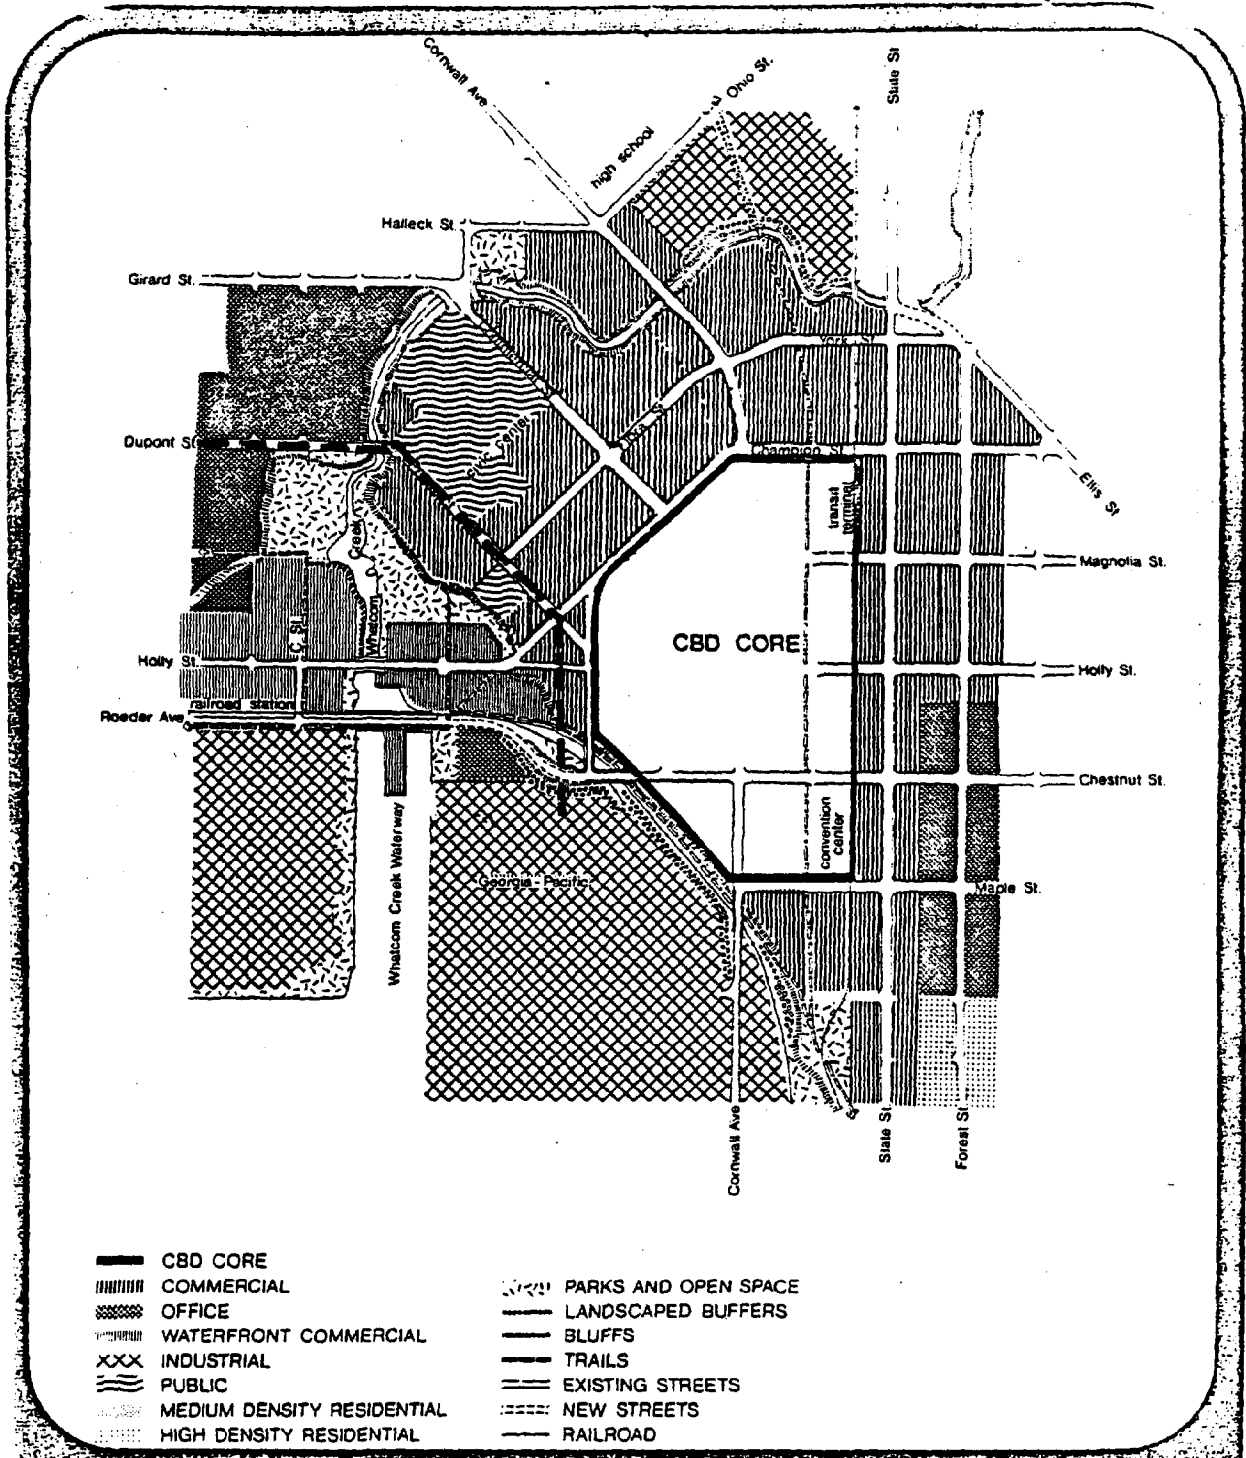 Cornwall Ave
Ohio St.
State St
high school
Halleck St.
Girard St.
York St
Dupont St
Civic Center
Champion St.
Ellis St
transit
terminal
Creek
Magnolia St.
Whatcom
C St.
CBD CORE
Holly St.
Holly St.
railroad station
Roeder Ave
Chestnut St.
convention
center
Whatcom Creek Waterway
Georgia-Pacific
Maple St.
Cornwall Ave
State St.
Forest St.
CBD CORE
COMMERCIAL
OFFICE
WATERFRONT COMMERCIAL
INDUSTRIAL
PUBLIC
MEDIUM DENSITY RESIDENTIAL
HIGH DENSITY RESIDENTIAL
PARKS AND OPEN SPACE
LANDSCAPED BUFFERS
BLUFFS
TRAILS
EXISTING STREETS
NEW STREETS
RAILROAD